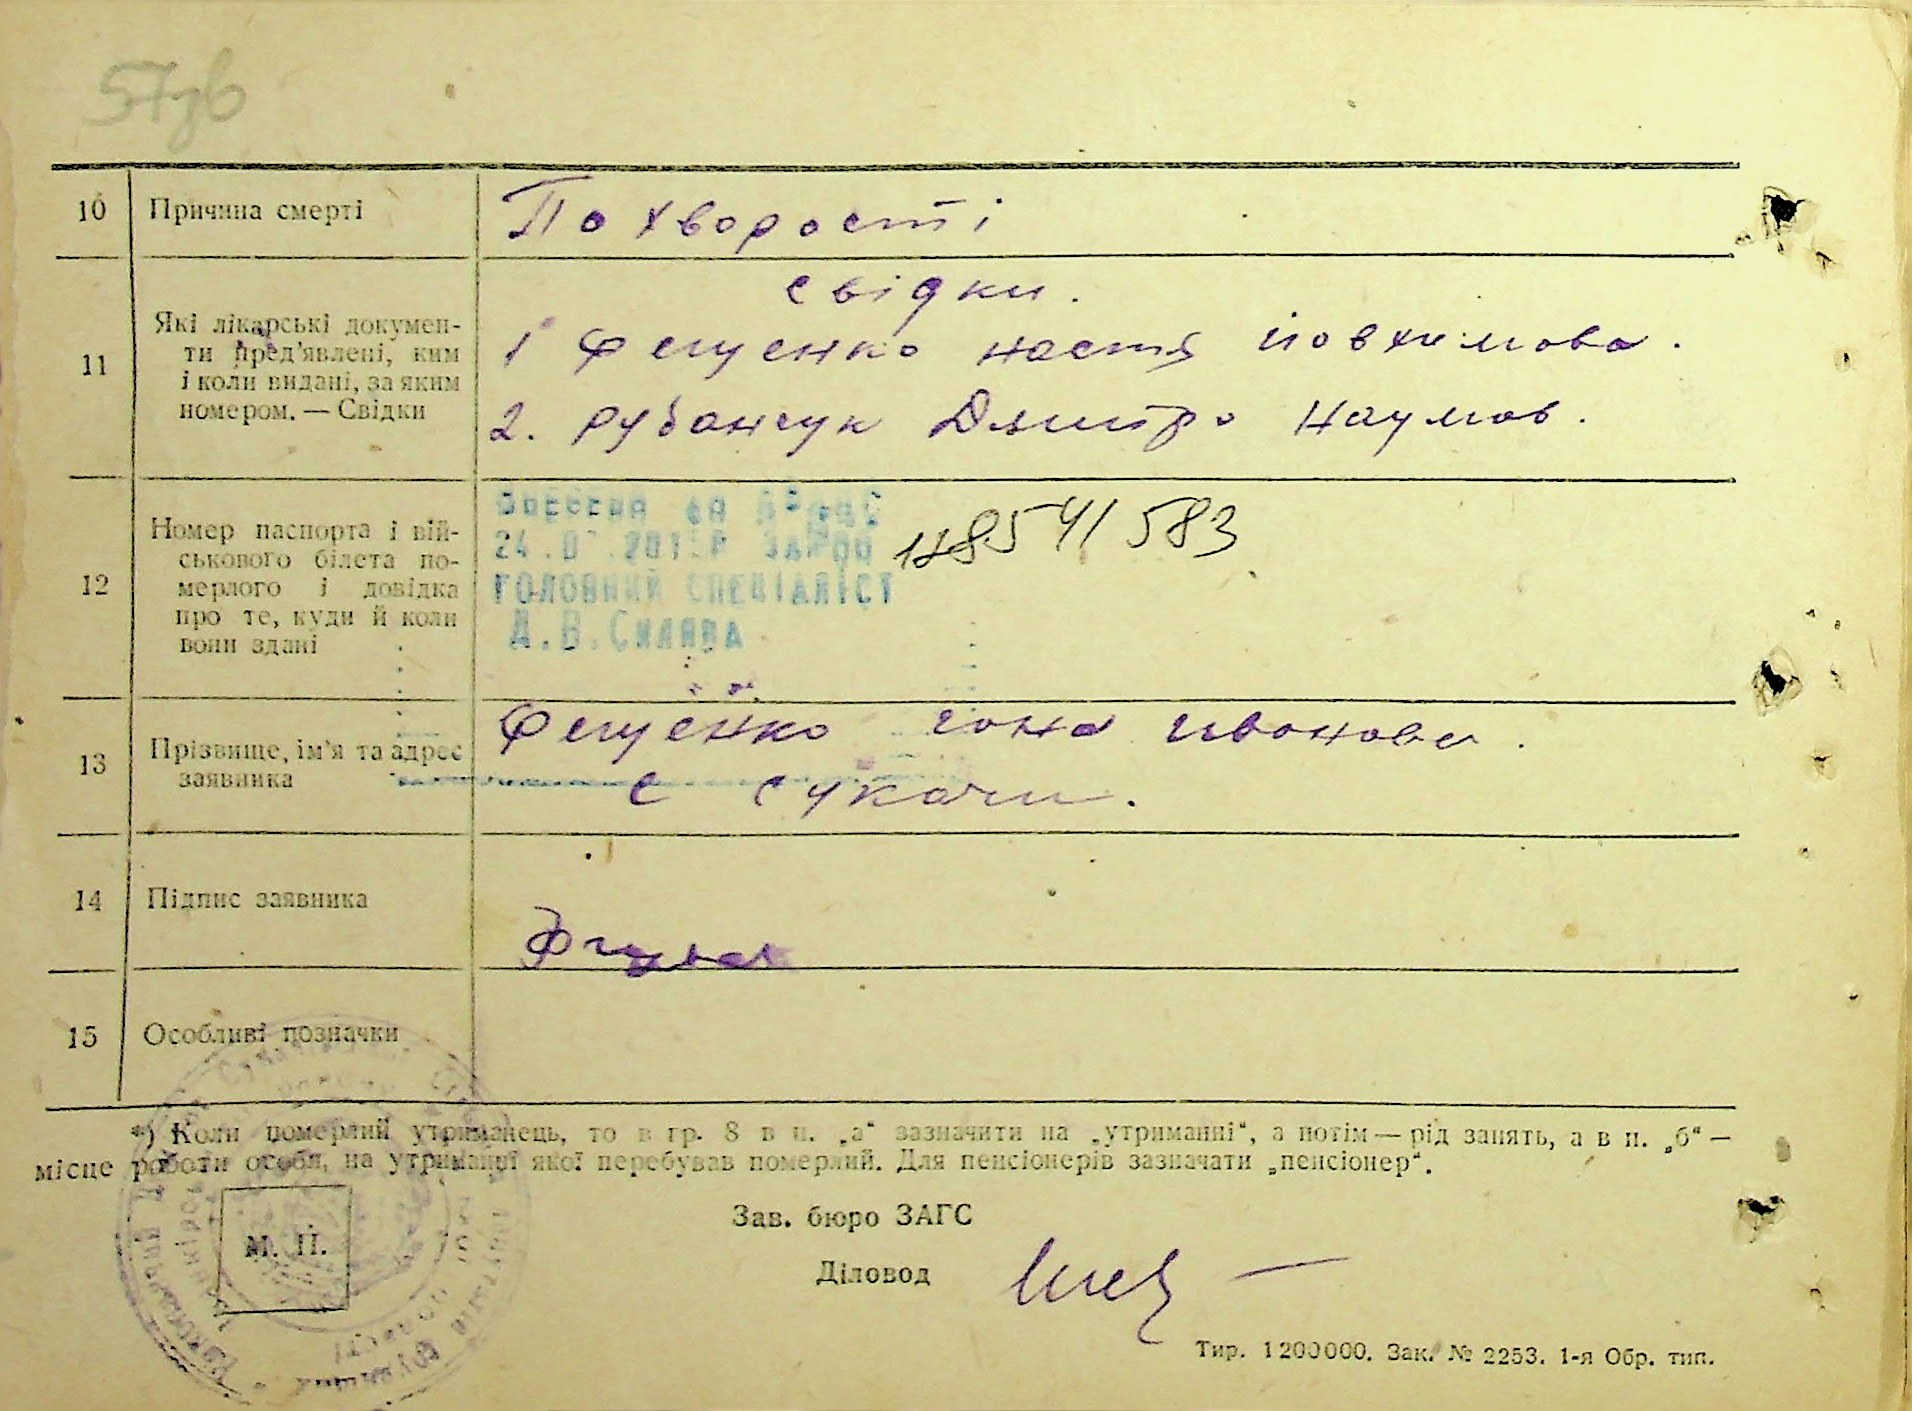 57зв
10 Причина смерті По хворості
11 Які лікарські докумен-
ти пред'явлені, ким
і коли видані, за яким
номером. — Свідки
свідки.
1 Фещенко настя йовхимова.
2. Рубанчук Дмитро Наумов.
12 Номер паспорта і вій-
ськового білета по-
мерлого і довідка
про те, куди й коли
вони здані
ГОЛОВНИЙ СПЕЦІАЛІСТ
Д.В.Силява
541583
13 Прізвище, ім'я та адрес
заявника
Фещенко Ивановы.
с Сукачи.
14 Підпис заявника
15 Особливі позначки
*) Коли померлий утриманець, то в гр. 8 в п. „а“ зазначити на „утриманні“, а потім — рід занять, а в п. „б“ —
місце роботи особи, на утриманні якої перебував померлий. Для пенсіонерів зазначати „пенсіонер“.
М. П.
Зав. бюро ЗАГС
Діловод
Тир. 1200000. Зак. № 2253. 1-я Обр. тип.